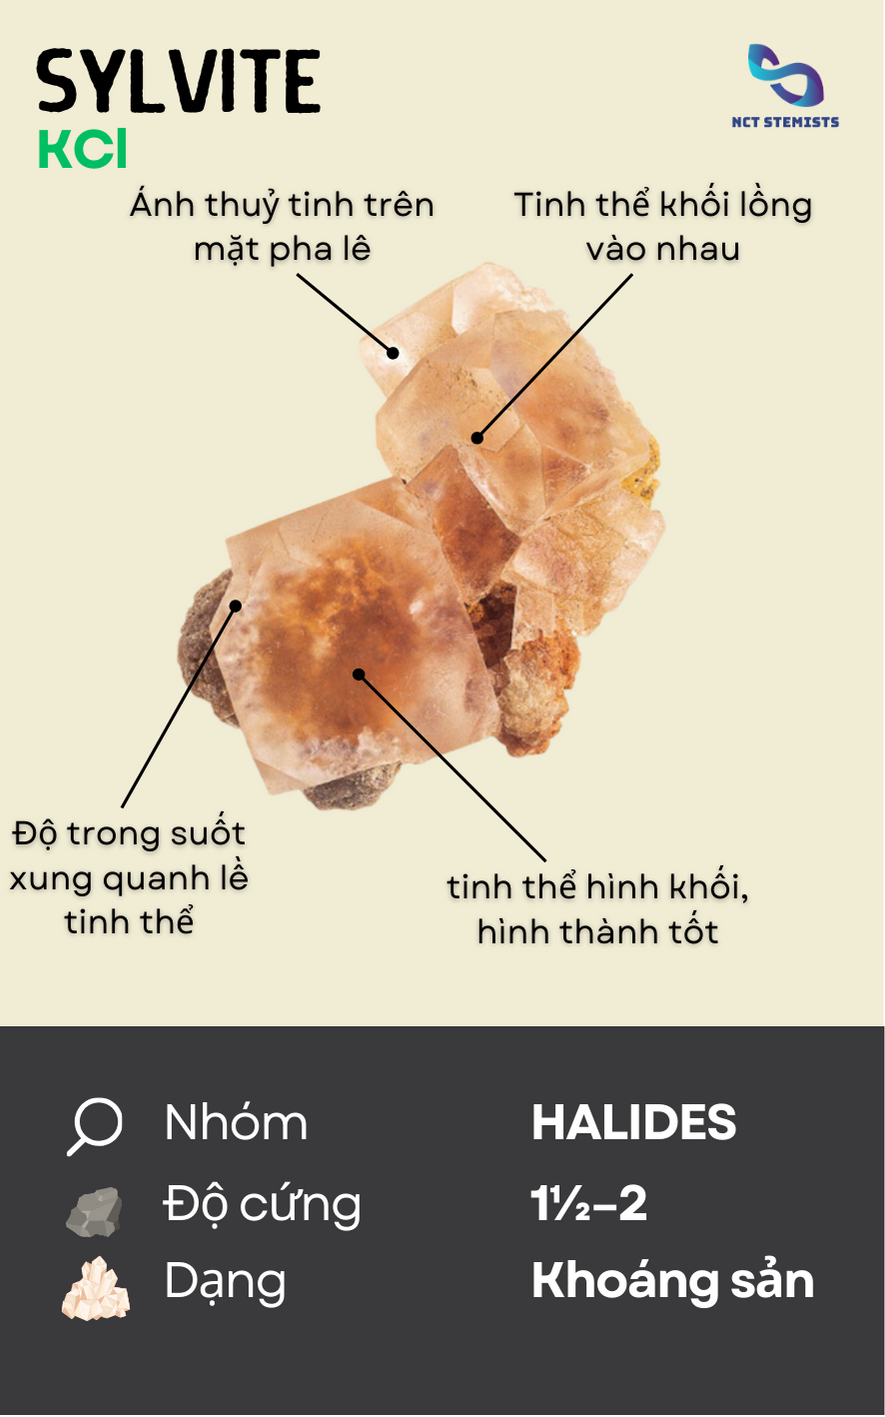 SYLVITE
KCl
NCT STEMISTS
Ánh thuỷ tinh trên
mặt pha lê
Tinh thể khối lồng
vào nhau
Độ trong suốt
xung quanh lề
tinh thể
tinh thể hình khối,
hình thành tốt
Nhóm HALIDES
Độ cứng 1½–2
Dạng Khoáng sản